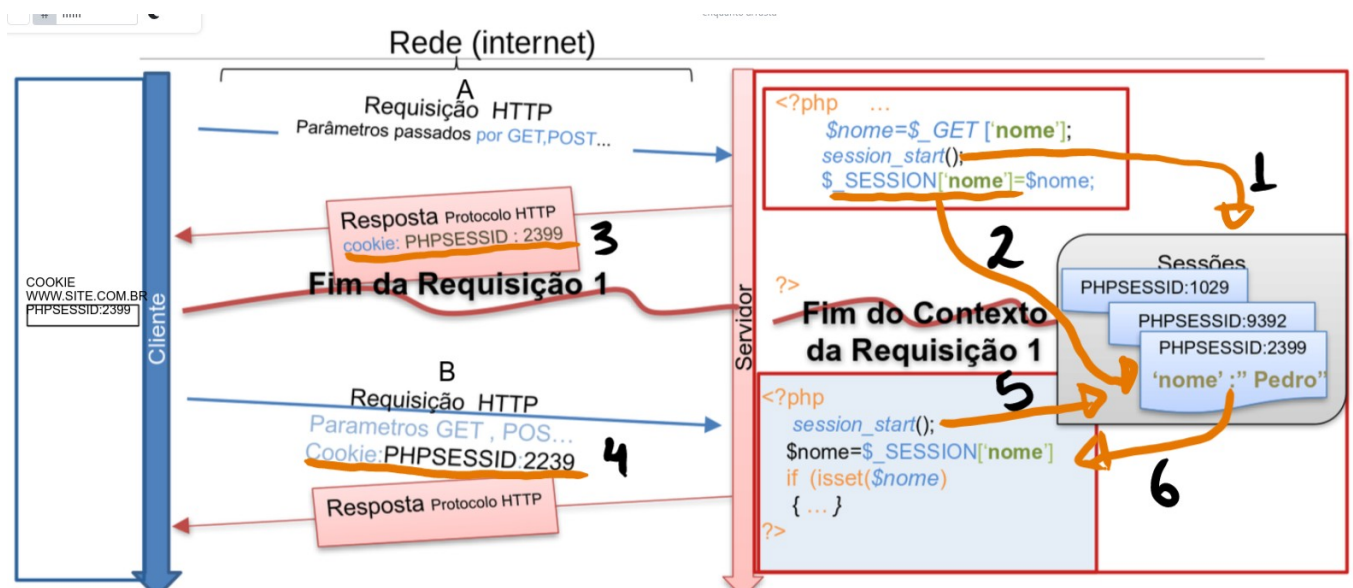 #
Rede (internet)
A
Requisição HTTP
Parâmetros passados por GET,POST...
Resposta Protocolo HTTP
cookie: PHPSESSID : 2399
3
Fim da Requisição 1
COOKIE
WWW.SITE.COM.BR
PHPSESSID:2399
Cliente
B
Requisição HTTP
Parametros GET , POS...
Cookie:PHPSESSID:2239
4
Resposta Protocolo HTTP
Servidor
<?php ...
$nome=$_GET ['nome'];
session_start();
$_SESSION['nome']=$nome;
?>
1
2
Fim do Contexto
da Requisição 1
Sessões
PHPSESSID:1029
PHPSESSID:9392
PHPSESSID:2399
'nome' :" Pedro"
5
<?php
session_start();
$nome=$_SESSION['nome']
if (isset($nome)
{ ... }
?>
6